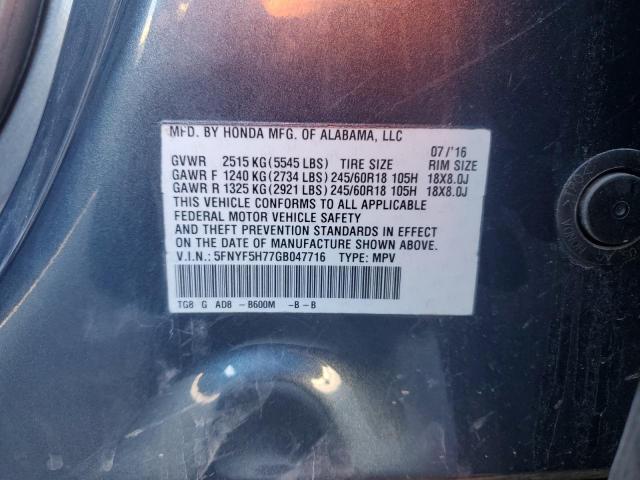 MFD. BY HONDA MFG. OF ALABAMA, LLC 07/'16
GVWR 2515 KG(5545 LBS) TIRE SIZE RIM SIZE
GAWR F 1240 KG(2734 LBS)245/60R18 105H 18X8.0J
GAWR R 1325 KG(2921 LBS)245/60R18 105H 18X8.0J
THIS VEHICLE CONFORMS TO ALL APPLICABLE
FEDERAL MOTOR VEHICLE SAFETY
AND THEFT PREVENTION STANDARDS IN EFFECT
ON THE DATE OF MANUFACTURE SHOWN ABOVE.
V.I.N.: 5FNYF5H77GB047716 TYPE: MPV
TG8 G AD8 -B600M -B-B